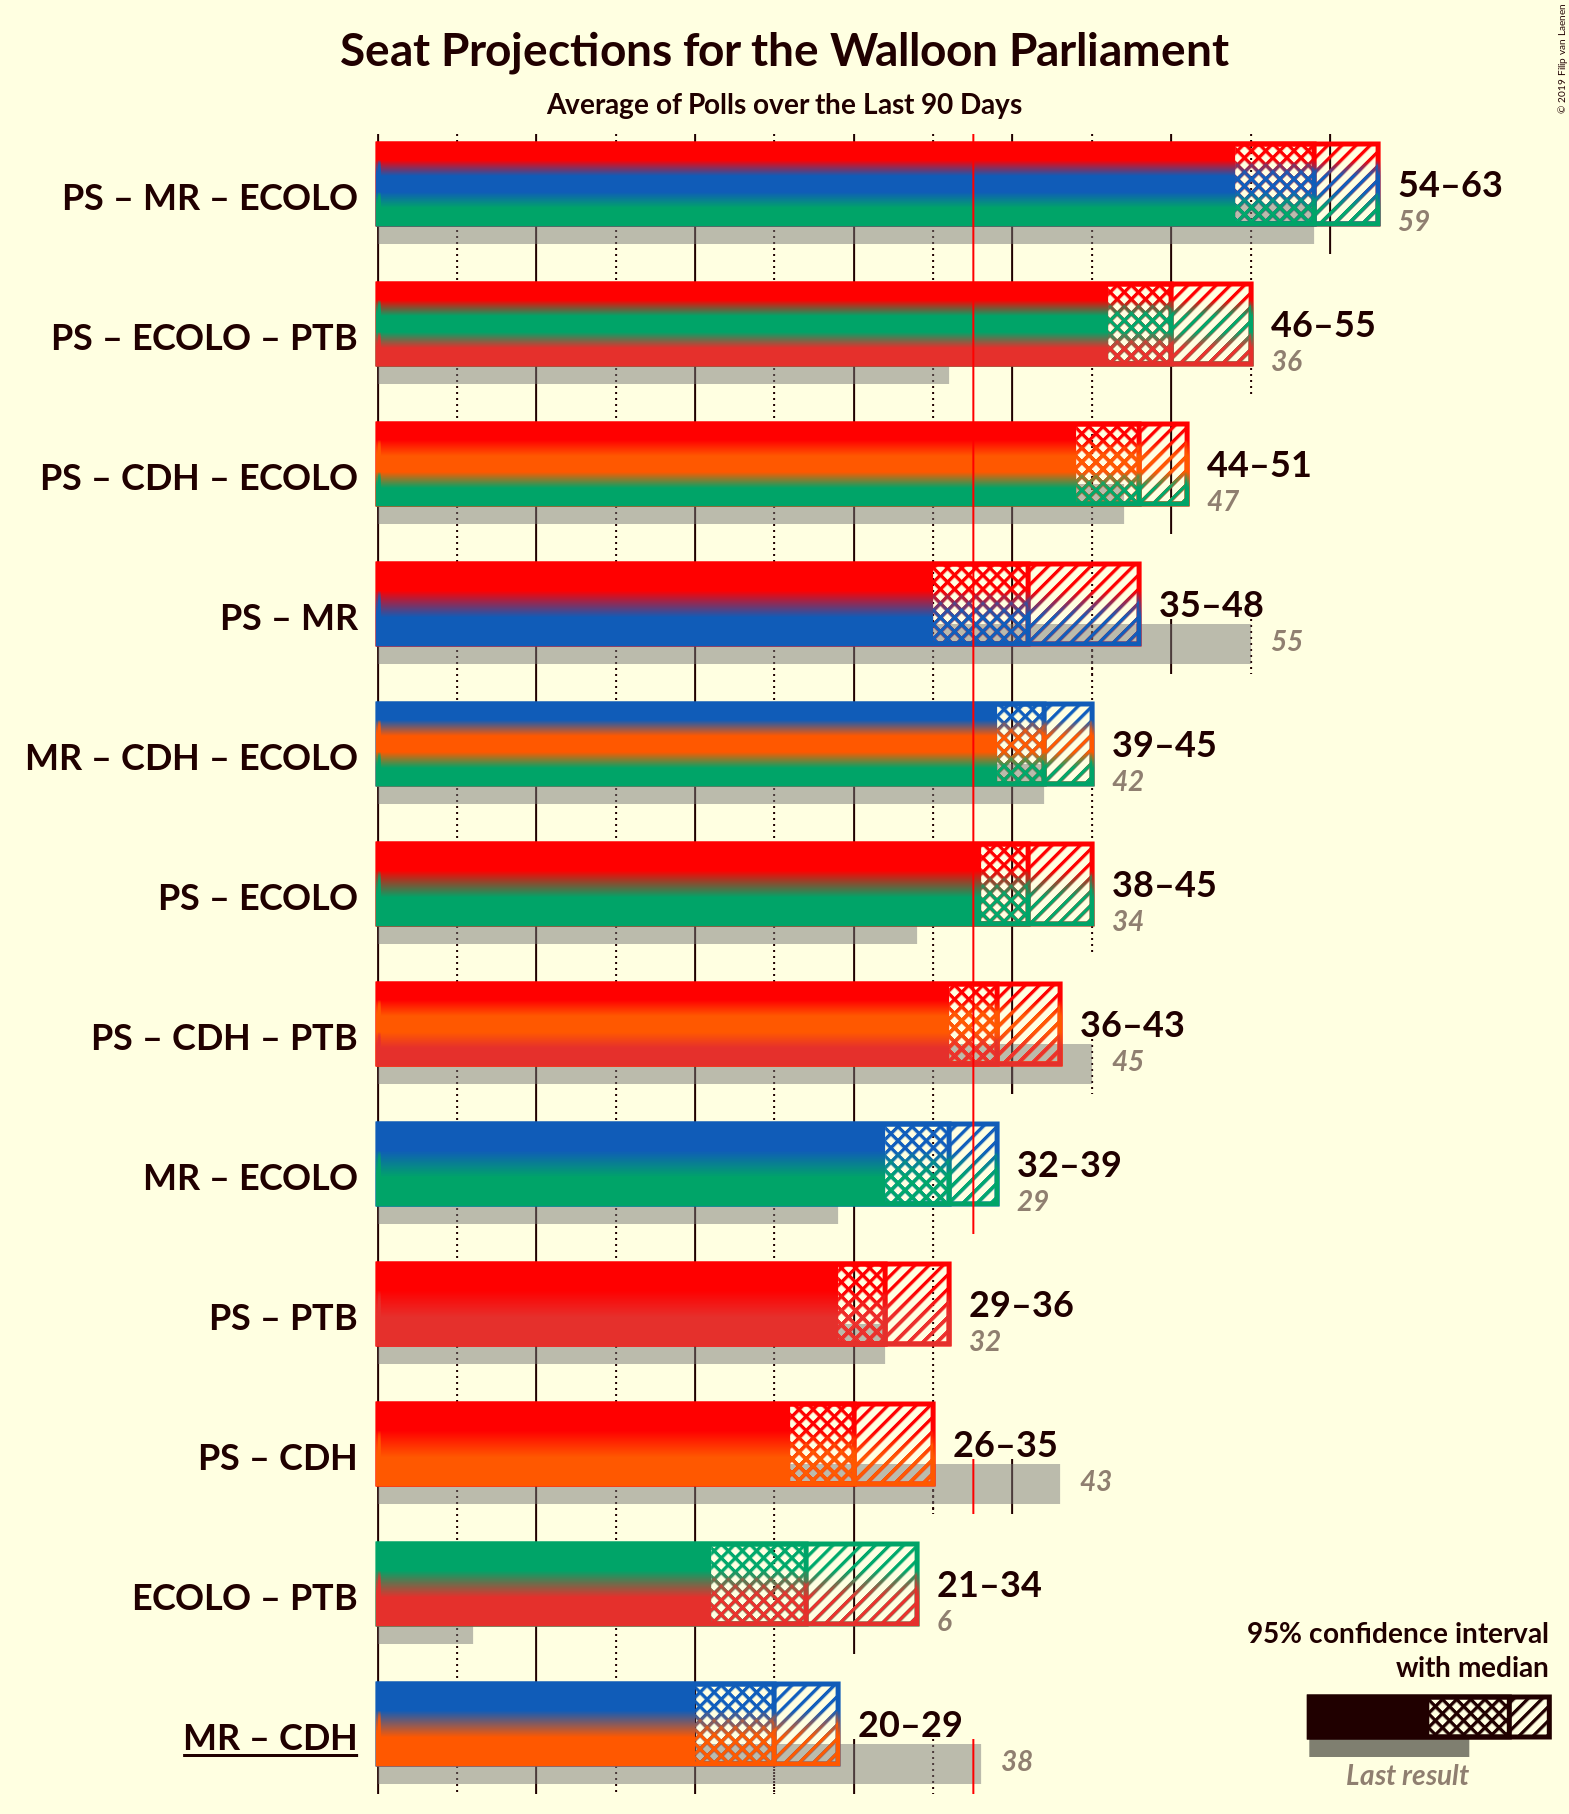 Seat Projections for the Walloon Parliament
Average of Polls over the Last 90 Days
© 2019 Filip van Laenen
PS – MR – ECOLO
54–63
59
PS – ECOLO – PTB
46–55
36
PS – CDH – ECOLO
44–51
47
PS – MR
35–48
55
MR – CDH – ECOLO
39–45
42
PS – ECOLO
38–45
34
PS – CDH – PTB
36–43
45
MR – ECOLO
32–39
29
PS – PTB
29–36
32
PS – CDH
26–35
43
ECOLO – PTB
21–34
6
MR – CDH
20–29
38
95% confidence interval
with median
Last result